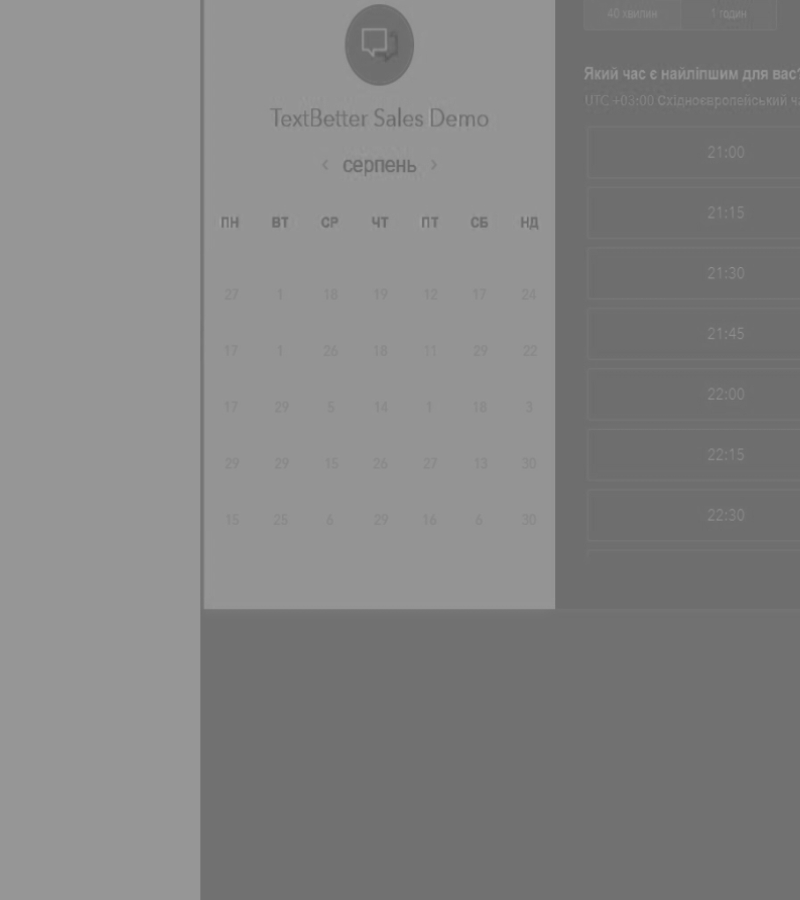 TextBetter Sales Demo
‹ серпень ›
ПН ВТ СР ЧТ ПТ СБ НД
27 1 18 19 12 17 24
17 1 26 18 11 29 22
17 29 5 14 1 18 3
29 29 15 26 27 13 30
15 25 6 29 16 6 30
40 хвилин 1 годин
Який час є найліпшим для вас?
UTC +03:00 Східноєвропейський
21:00
21:15
21:30
21:45
22:00
22:15
22:30